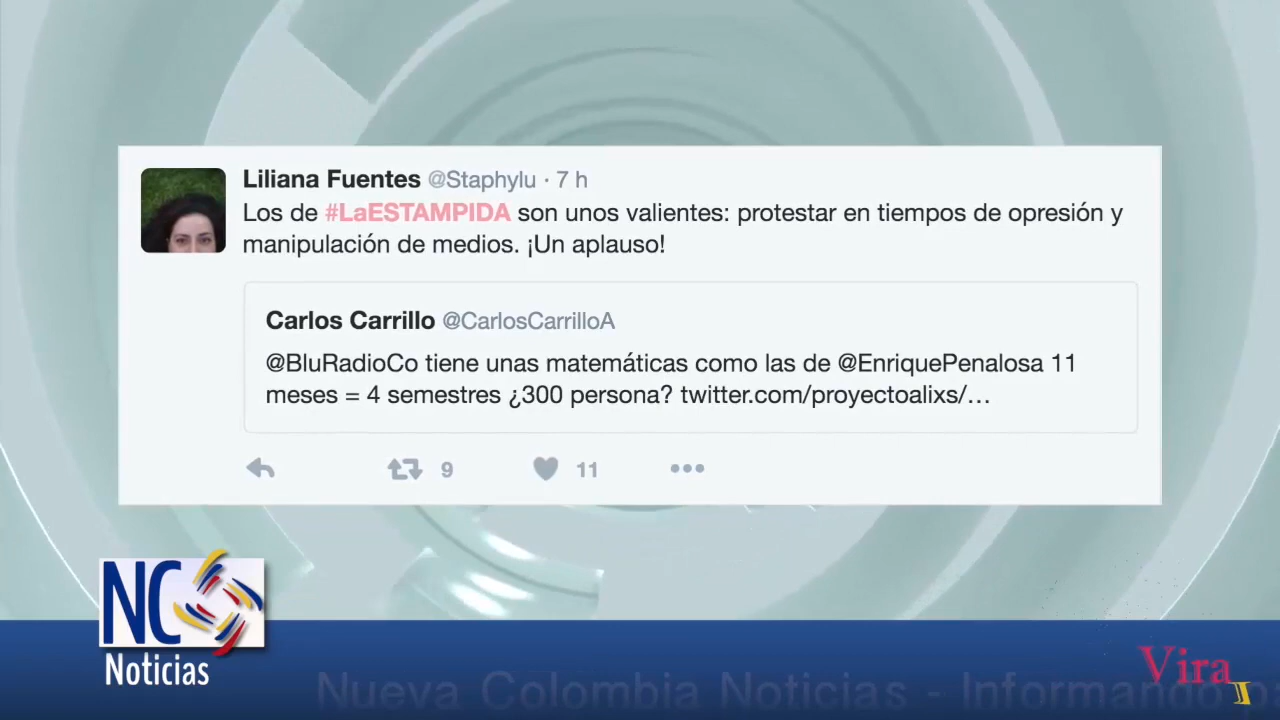 Liliana Fuentes @Staphylu · 7 h
Los de #LaESTAMPIDA son unos valientes: protestar en tiempos de opresión y
manipulación de medios. ¡Un aplauso!
Carlos Carrillo @CarlosCarrilloA
@BluRadioCo tiene unas matemáticas como las de @EnriquePenalosa 11
meses = 4 semestres ¿300 persona? twitter.com/proyectoalixs/…
9 11
NC
Noticias
Nueva Colombia Noticias - Informando
Vira